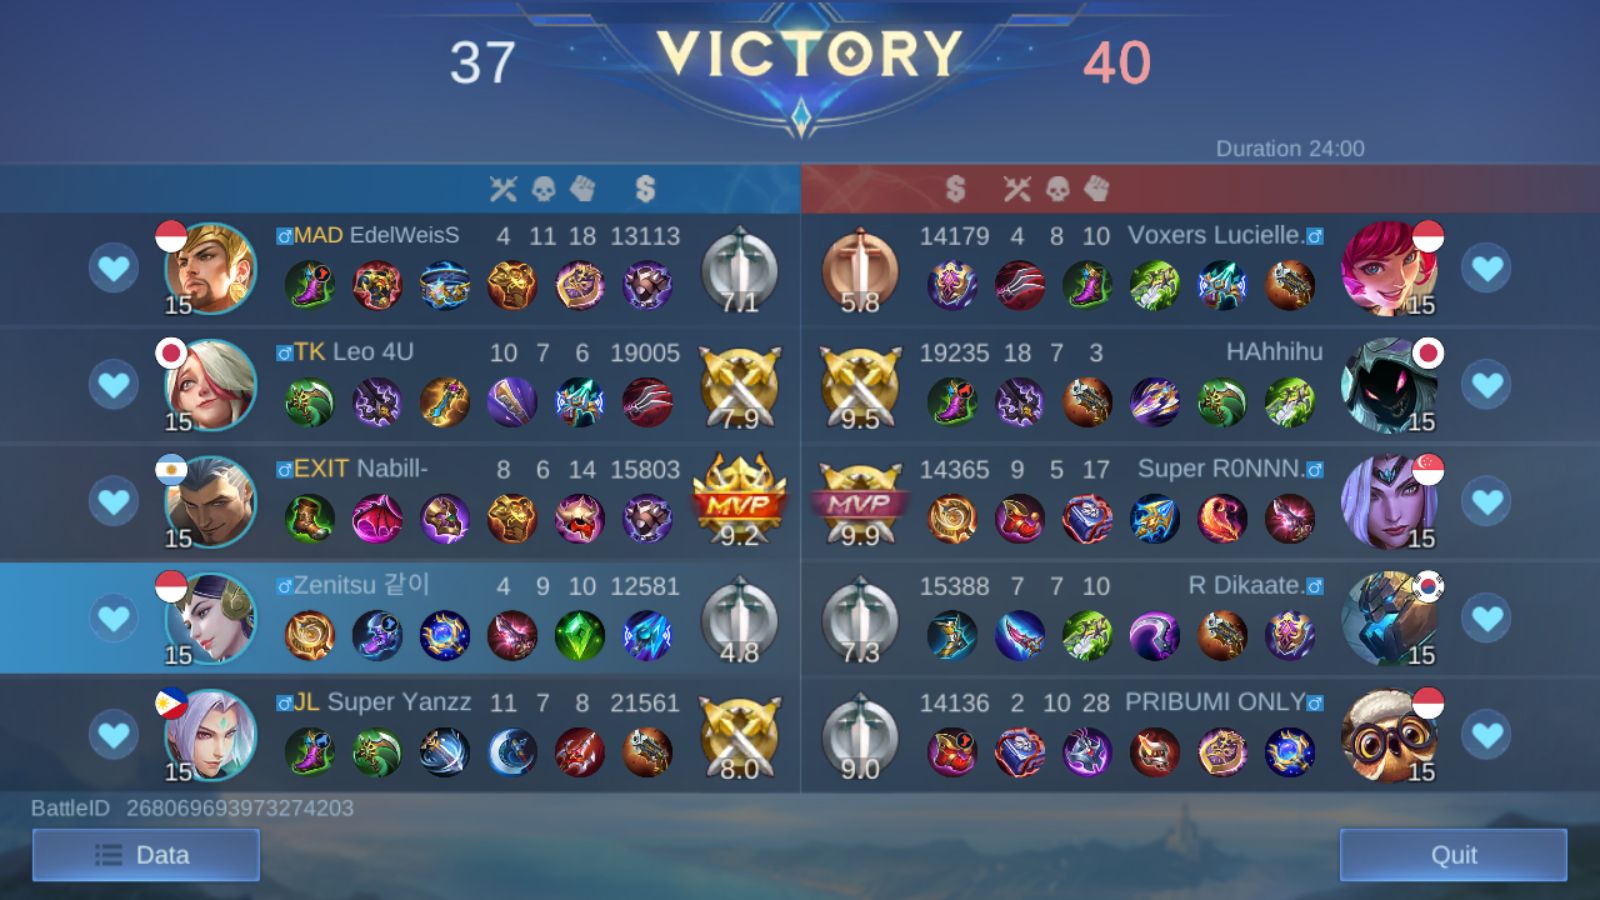 37 VICTORY 40
Duration 24:00
MAD EdelWeisS 4 11 18 13113
15 7.1
14179 4 8 10 Voxers Lucielle.
5.8 15
TK Leo 4U 10 7 6 19005
15 7.9
19235 18 7 3 HAhhihu
9.5 15
EXIT Nabill- 8 6 14 15803
MVP
15 9.2
14365 9 5 17 Super R0NNN.
MVP
9.9 15
Zenitsu 같이 4 9 10 12581
15 4.8
15388 7 7 10 R Dikaate.
7.3 15
JL Super Yanzz 11 7 8 21561
15 8.0
14136 2 10 28 PRIBUMI ONLY
9.0 15
BattleID 268069693973274203
Data
Quit